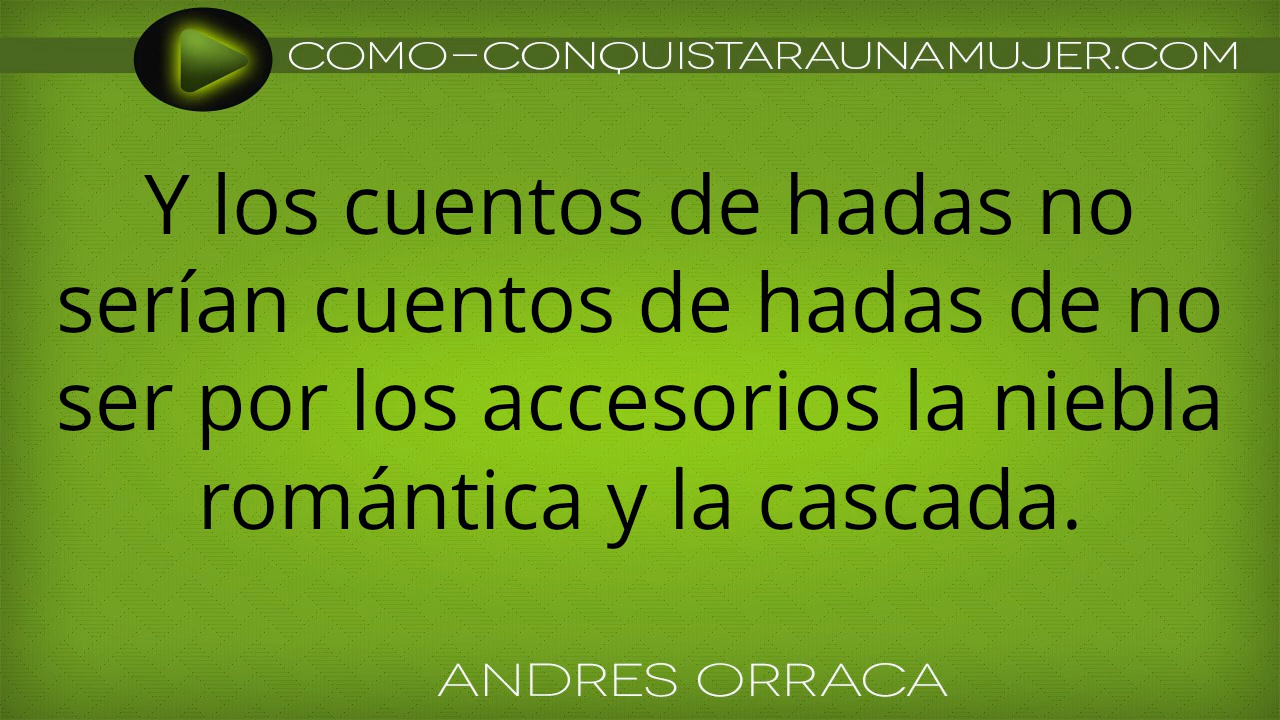 COMO-CONQUISTARAUNAMUJER.COM
Y los cuentos de hadas no
serían cuentos de hadas de no
ser por los accesorios la niebla
romántica y la cascada.
ANDRES ORRACA